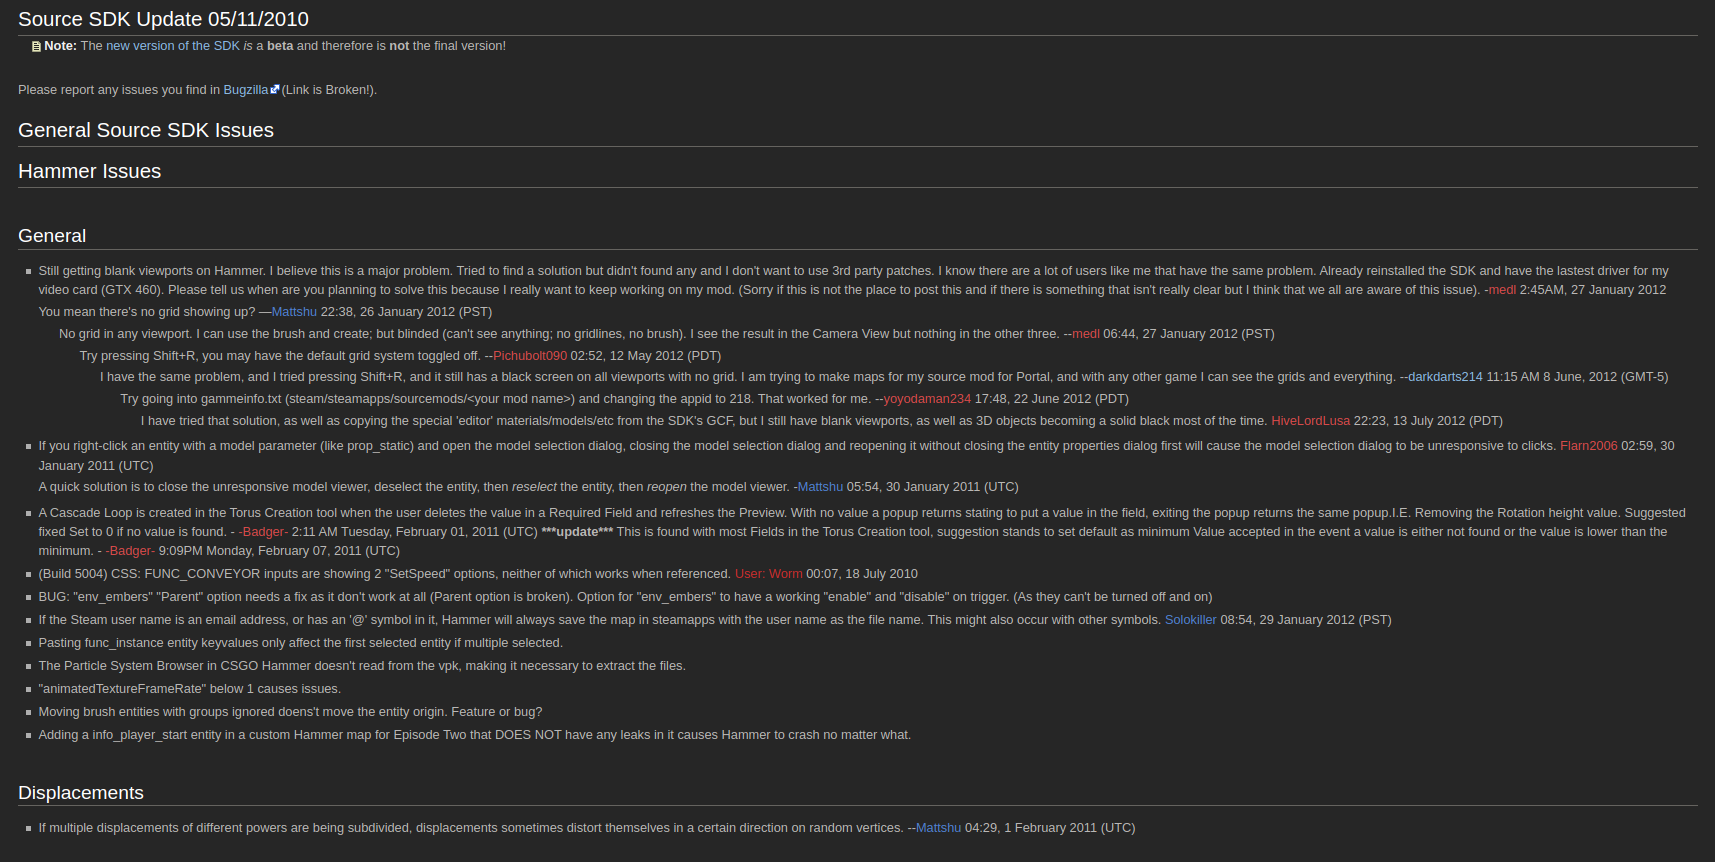 Source SDK Update 05/11/2010
Note: The new version of the SDK is a beta and therefore is not the final version!
Please report any issues you find in Bugzilla (Link is Broken!).
General Source SDK Issues
Hammer Issues
General
Still getting blank viewports on Hammer. I believe this is a major problem. Tried to find a solution but didn't found any and I don't want to use 3rd party patches. I know there are a lot of users like me that have the same problem. Already reinstalled the SDK and have the lastest driver for my
video card (GTX 460). Please tell us when are you planning to solve this because I really want to keep working on my mod. (Sorry if this is not the place to post this and if there is something that isn't really clear but I think that we all are aware of this issue). -medl 2:45AM, 27 January 2012
You mean there's no grid showing up? —Mattshu 22:38, 26 January 2012 (PST)
No grid in any viewport. I can use the brush and create; but blinded (can't see anything; no gridlines, no brush). I see the result in the Camera View but nothing in the other three. --medl 06:44, 27 January 2012 (PST)
Try pressing Shift+R, you may have the default grid system toggled off. --Pichubolt090 02:52, 12 May 2012 (PDT)
I have the same problem, and I tried pressing Shift+R, and it still has a black screen on all viewports with no grid. I am trying to make maps for my source mod for Portal, and with any other game I can see the grids and everything. --darkdarts214 11:15 AM 8 June, 2012 (GMT-5)
Try going into gammeinfo.txt (steam/steamapps/sourcemods/<your mod name>) and changing the appid to 218. That worked for me. --yoyodaman234 17:48, 22 June 2012 (PDT)
I have tried that solution, as well as copying the special 'editor' materials/models/etc from the SDK's GCF, but I still have blank viewports, as well as 3D objects becoming a solid black most of the time. HiveLordLusa 22:23, 13 July 2012 (PDT)
If you right-click an entity with a model parameter (like prop_static) and open the model selection dialog, closing the model selection dialog and reopening it without closing the entity properties dialog first will cause the model selection dialog to be unresponsive to clicks. Flarn2006 02:59, 30
January 2011 (UTC)
A quick solution is to close the unresponsive model viewer, deselect the entity, then reselect the entity, then reopen the model viewer. -Mattshu 05:54, 30 January 2011 (UTC)
A Cascade Loop is created in the Torus Creation tool when the user deletes the value in a Required Field and refreshes the Preview. With no value a popup returns stating to put a value in the field, exiting the popup returns the same popup.I.E. Removing the Rotation height value. Suggested
fixed Set to 0 if no value is found. - -Badger- 2:11 AM Tuesday, February 01, 2011 (UTC) ***update*** This is found with most Fields in the Torus Creation tool, suggestion stands to set default as minimum Value accepted in the event a value is either not found or the value is lower than the
minimum. - -Badger- 9:09PM Monday, February 07, 2011 (UTC)
(Build 5004) CSS: FUNC_CONVEYOR inputs are showing 2 "SetSpeed" options, neither of which works when referenced. User: Worm 00:07, 18 July 2010
BUG: "env_embers" "Parent" option needs a fix as it don't work at all (Parent option is broken). Option for "env_embers" to have a working "enable" and "disable" on trigger. (As they can't be turned off and on)
If the Steam user name is an email address, or has an '@' symbol in it, Hammer will always save the map in steamapps with the user name as the file name. This might also occur with other symbols. Solokiller 08:54, 29 January 2012 (PST)
Pasting func_instance entity keyvalues only affect the first selected entity if multiple selected.
The Particle System Browser in CSGO Hammer doesn't read from the vpk, making it necessary to extract the files.
"animatedTextureFrameRate" below 1 causes issues.
Moving brush entities with groups ignored doens't move the entity origin. Feature or bug?
Adding a info_player_start entity in a custom Hammer map for Episode Two that DOES NOT have any leaks in it causes Hammer to crash no matter what.
Displacements
If multiple displacements of different powers are being subdivided, displacements sometimes distort themselves in a certain direction on random vertices. --Mattshu 04:29, 1 February 2011 (UTC)